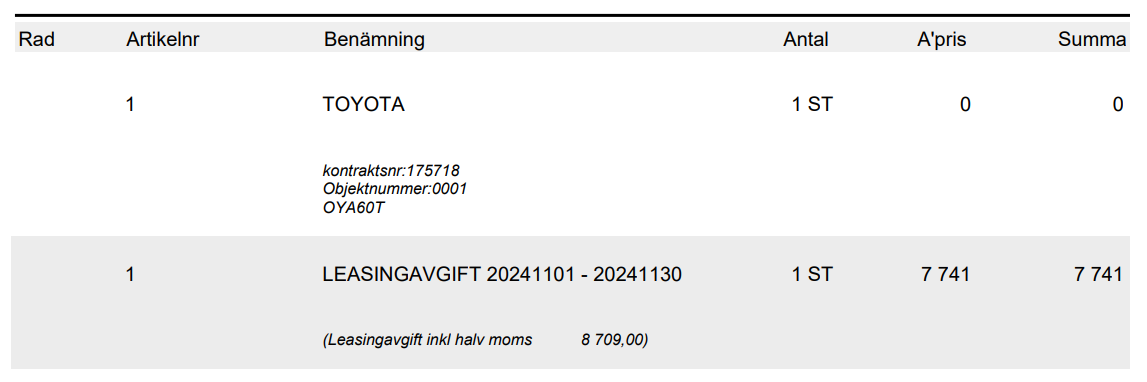 Rad Artikelnr Benämning Antal A'pris Summa
1 TOYOTA 1 ST 0 0
kontraktsnr:175718
Objektnummer:0001
OYA60T
1 LEASINGAVGIFT 20241101 - 20241130 1 ST 7 741 7 741
(Leasingavgift inkl halv moms 8 709,00)